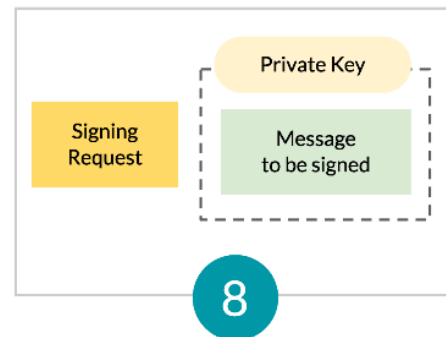 Private Key
Signing
Request
Message
to be signed
8